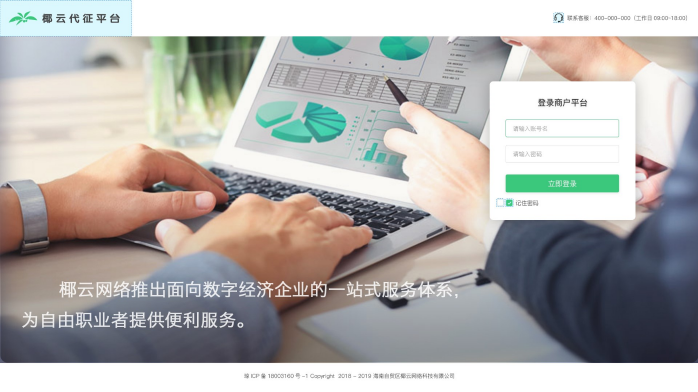 椰云代征平台
联系客服：400-000-000（工作日09:00-18:00）
登录商户平台
请输入账号名
请输入密码
立即登录
记住密码
椰云网络推出面向数字经济企业的一站式服务体系，
为自由职业者提供便利服务。
琼 ICP 备 18003160 号 -1 Copyright 2018 - 2019 海南自贸区椰云网络科技有限公司